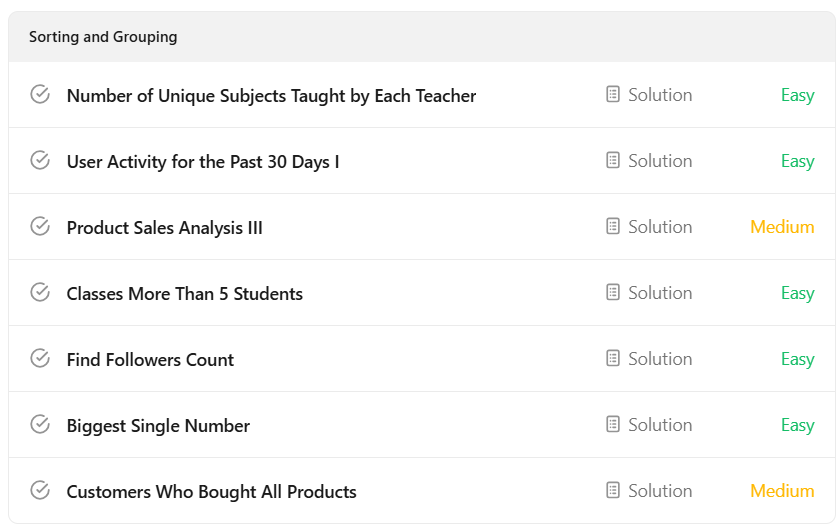 Sorting and Grouping
Number of Unique Subjects Taught by Each Teacher Solution Easy
User Activity for the Past 30 Days I Solution Easy
Product Sales Analysis III Solution Medium
Classes More Than 5 Students Solution Easy
Find Followers Count Solution Easy
Biggest Single Number Solution Easy
Customers Who Bought All Products Solution Medium